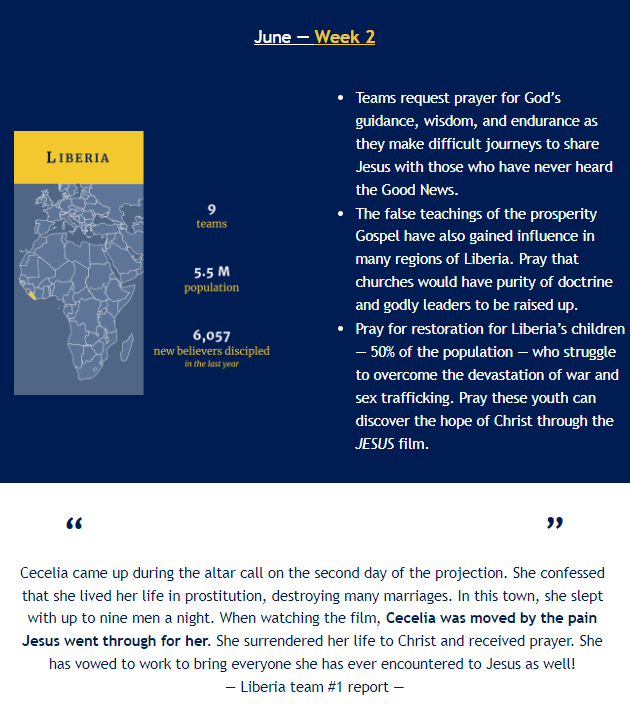 June — Week 2
LIBERIA
9
teams
5.5 M
population
6,057
new believers discipled
in the last year
• Teams request prayer for God’s
guidance, wisdom, and endurance as
they make difficult journeys to share
Jesus with those who have never heard
the Good News.
• The false teachings of the prosperity
Gospel have also gained influence in
many regions of Liberia. Pray that
churches would have purity of doctrine
and godly leaders to be raised up.
• Pray for restoration for Liberia’s children
— 50% of the population — who struggle
to overcome the devastation of war and
sex trafficking. Pray these youth can
discover the hope of Christ through the
JESUS film.
“ ”
Cecelia came up during the altar call on the second day of the projection. She confessed
that she lived her life in prostitution, destroying many marriages. In this town, she slept
with up to nine men a night. When watching the film, Cecelia was moved by the pain
Jesus went through for her. She surrendered her life to Christ and received prayer. She
has vowed to work to bring everyone she has ever encountered to Jesus as well!
— Liberia team #1 report —